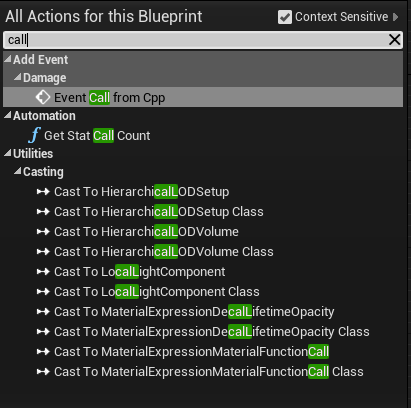 All Actions for this Blueprint
Context Sensitive
call
Add Event
Damage
Event Call from Cpp
Automation
Get Stat Call Count
Utilities
Casting
Cast To HierarchicalLODSetup
Cast To HierarchicalLODSetup Class
Cast To HierarchicalLODVolume
Cast To HierarchicalLODVolume Class
Cast To LocalLightComponent
Cast To LocalLightComponent Class
Cast To MaterialExpressionDecalLifetimeOpacity
Cast To MaterialExpressionDecalLifetimeOpacity Class
Cast To MaterialExpressionMaterialFunctionCall
Cast To MaterialExpressionMaterialFunctionCall Class